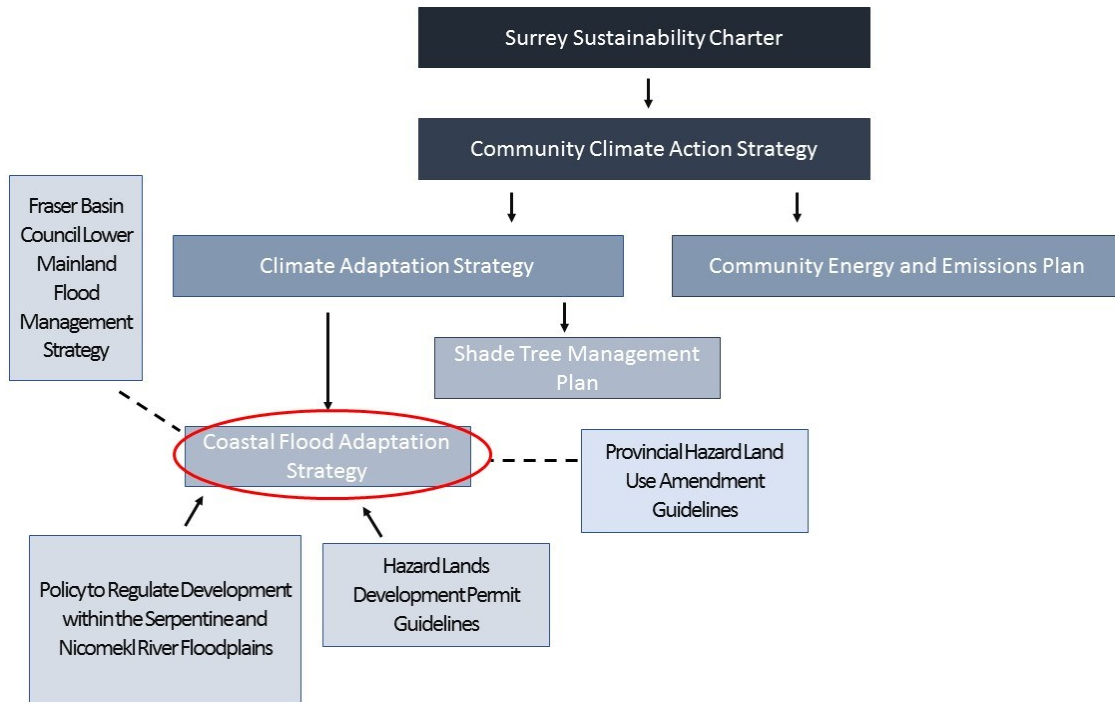 Surrey Sustainability Charter
Community Climate Action Strategy
Fraser Basin
Council Lower
Mainland
Flood
Management
Strategy
Climate Adaptation Strategy
Community Energy and Emissions Plan
Shade Tree Management
Plan
Coastal Flood Adaptation
Strategy
Provincial Hazard Land
Use Amendment
Guidelines
Policy to Regulate Development
within the Serpentine and
Nicomekl River Floodplains
Hazard Lands
Development Permit
Guidelines